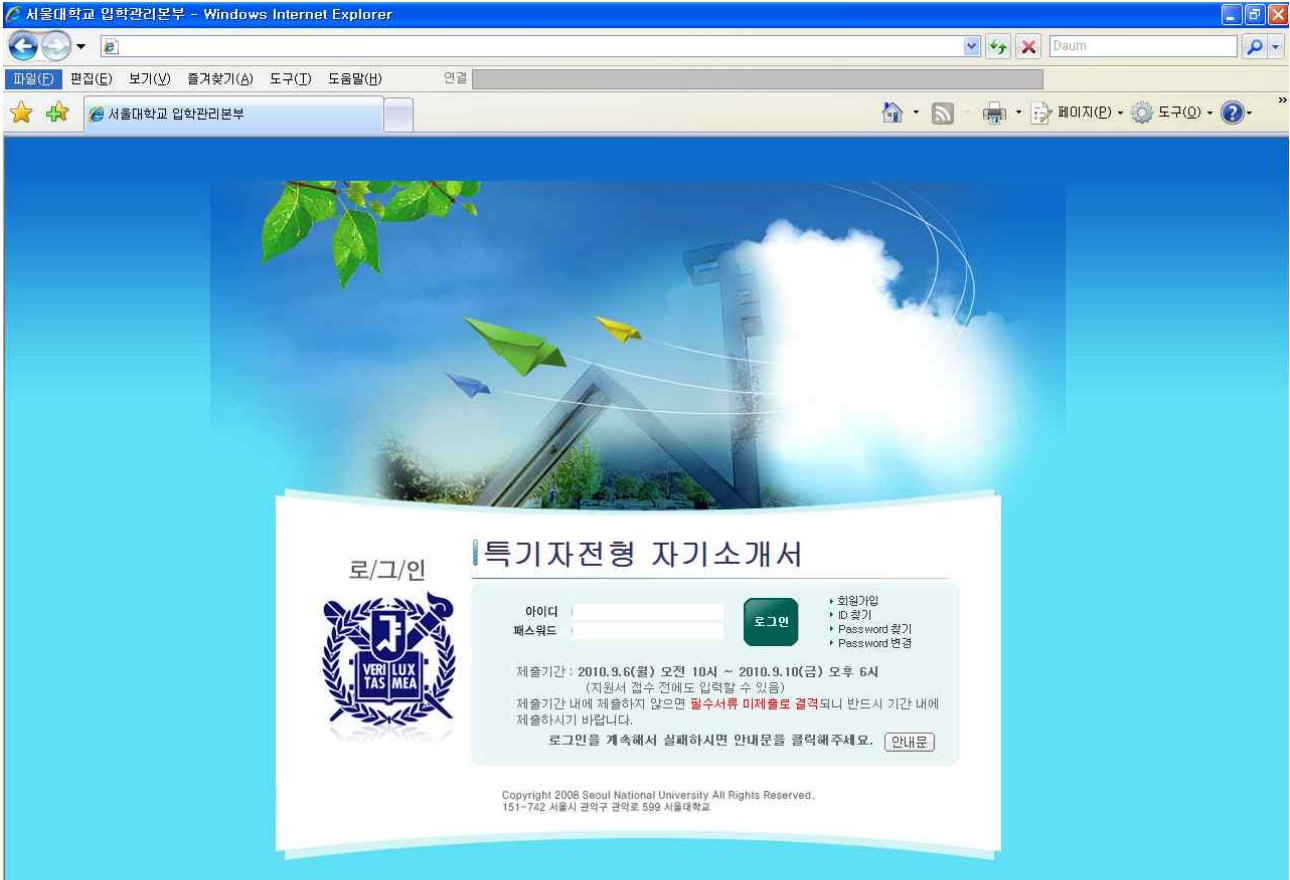 서울대학교 입학관리본부 - Windows Internet Explorer
Daum
파일(F) 편집(E) 보기(V) 즐겨찾기(A) 도구(T) 도움말(H) 연결
서울대학교 입학관리본부 페이지(P) 도구(O) »
로/그/인
특기자전형 자기소개서
아이디
패스워드
로그인
회원가입
ID 찾기
Password 찾기
Password 변경
VERI LUX
TAS MEA
제출기간 : 2010.9.6(월) 오전 10시 ~ 2010.9.10(금) 오후 6시
(지원서 접수 전에도 입력할 수 있음)
제출기간 내에 제출하지 않으면 필수서류 미제출로 결격되니 반드시 기간 내에
제출하시기 바랍니다.
로그인을 계속해서 실패하시면 안내문을 클릭해주세요. 안내문
Copyright 2008 Seoul National University All Rights Reserved.
151-742 서울시 관악구 관악로 599 서울대학교